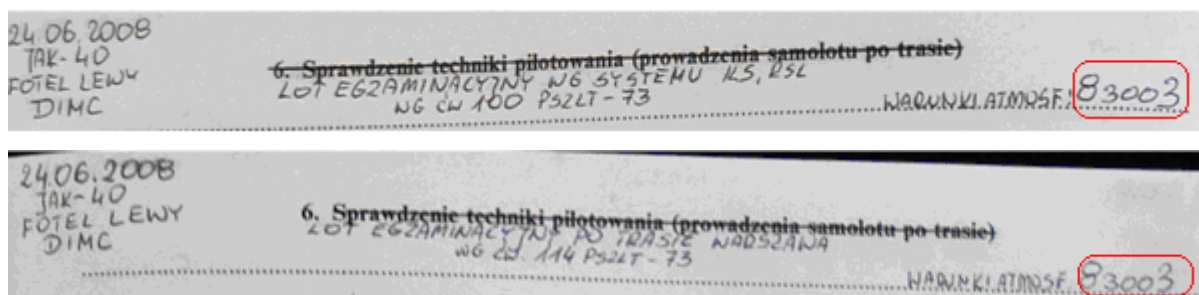 24.06.2008
JAK-40
FOTEL LEWY
DIMC
6. Sprawdzenie techniki pilotowania (prowadzenia samolotu po trasie)
LOT EGZAMINACYJNY WG SYSTEMU KS, RSL
WG ĆW 100 PSZLT-73
WARUNKI ATMOSF. 83003
24.06.2008
JAK-40
FOTEL LEWY
DIMC
6. Sprawdzenie techniki pilotowania (prowadzenia samolotu po trasie)
LOT EGZAMINACYJNY PO TRASIE WARSZAWA
WG ĆW. 114 PSZLT-73
WARUNKI ATMOSF. 83003